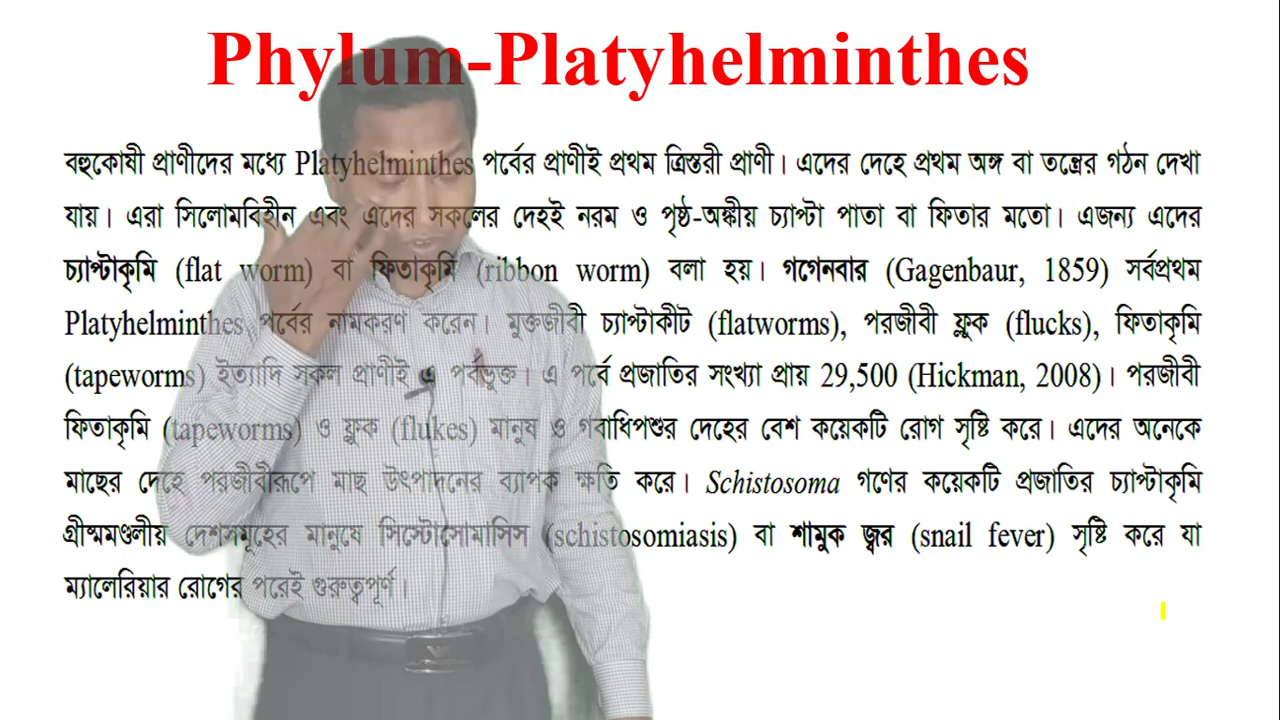 Phylum-Platyhelminthes
বহুকোষী প্রাণীদের মধ্যে Platyhelminthes পর্বের প্রাণীই প্রথম ত্রিস্তরী প্রাণী। এদের দেহে প্রথম অঙ্গ বা তন্ত্রের গঠন দেখা
যায়। এরা সিলোমবিহীন এবং এদের সকলের দেহই নরম ও পৃষ্ঠ-অঙ্কীয় চ্যাপ্টা পাতা বা ফিতার মতো। এজন্য এদের
চ্যাপ্টাকৃমি (flat worm) বা ফিতাকৃমি (ribbon worm) বলা হয়। গগেনবার (Gagenbaur, 1859) সর্বপ্রথম
Platyhelminthes পর্বের নামকরণ করেন। মুক্তজীবী চ্যাপ্টাকীট (flatworms), পরজীবী ফ্লুক (flucks), ফিতাকৃমি
(tapeworms) ইত্যাদি সকল প্রাণীই এ পর্বভুক্ত। এ পর্বে প্রজাতির সংখ্যা প্রায় 29,500 (Hickman, 2008)। পরজীবী
ফিতাকৃমি (tapeworms) ও ফ্লুক (flukes) মানুষ ও গবাধিপশুর দেহের বেশ কয়েকটি রোগ সৃষ্টি করে। এদের অনেকে
মাছের দেহে পরজীবীরূপে মাছ উৎপাদনের ব্যাপক ক্ষতি করে। Schistosoma গণের কয়েকটি প্রজাতির চ্যাপ্টাকৃমি
গ্রীষ্মমণ্ডলীয় দেশসমূহের মানুষে সিস্টোসোমাসিস (schistosomiasis) বা শামুক জ্বর (snail fever) সৃষ্টি করে যা
ম্যালেরিয়ার রোগের পরেই গুরুত্বপূর্ণ।